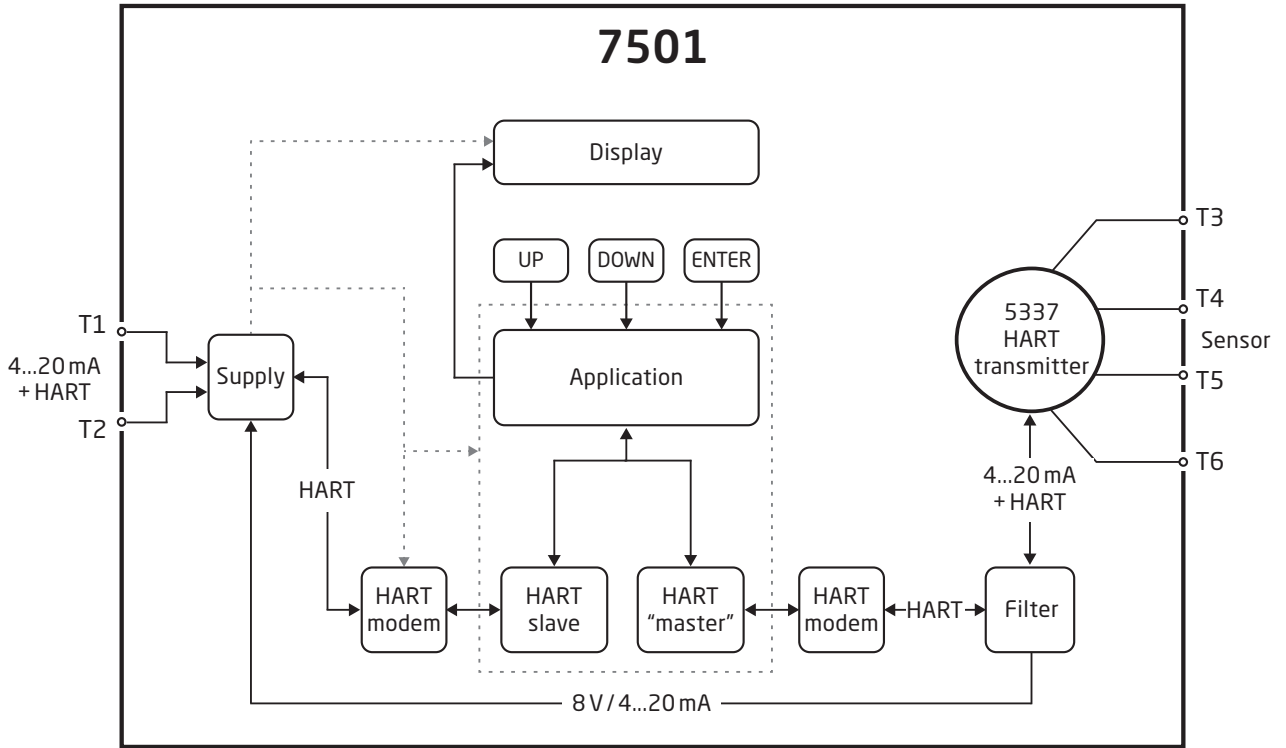 7501
Display
UP
DOWN
ENTER
T3
T4
T1
5337
HART
transmitter
Sensor
4...20 mA
+ HART
Supply
Application
T5
T2
T6
4...20 mA
+ HART
HART
HART
modem
HART
slave
HART
“master”
HART
modem
HART
Filter
8 V / 4...20 mA